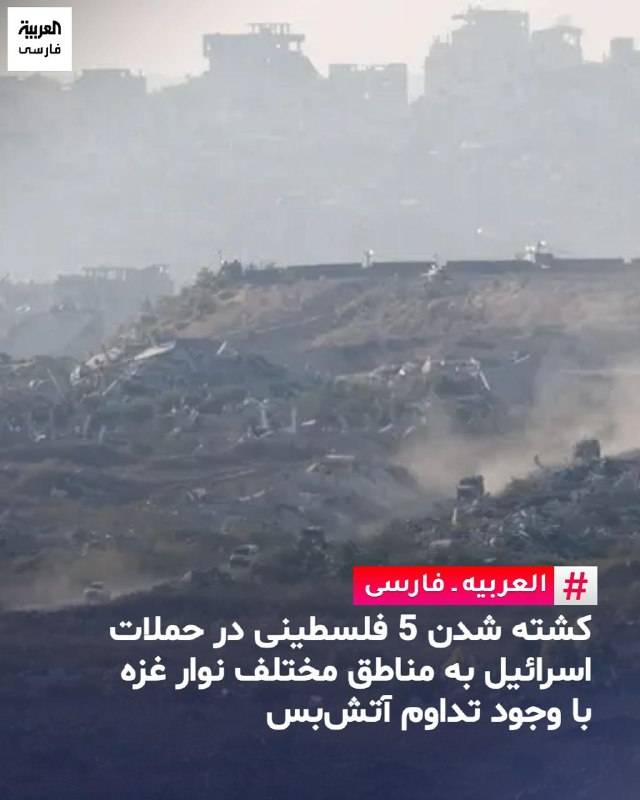 العربية
فارسی
# العربیه ـ فارسی
کشته شدن 5 فلسطینی در حملات
اسرائیل به مناطق مختلف نوار غزه
با وجود تداوم آتش‌بس